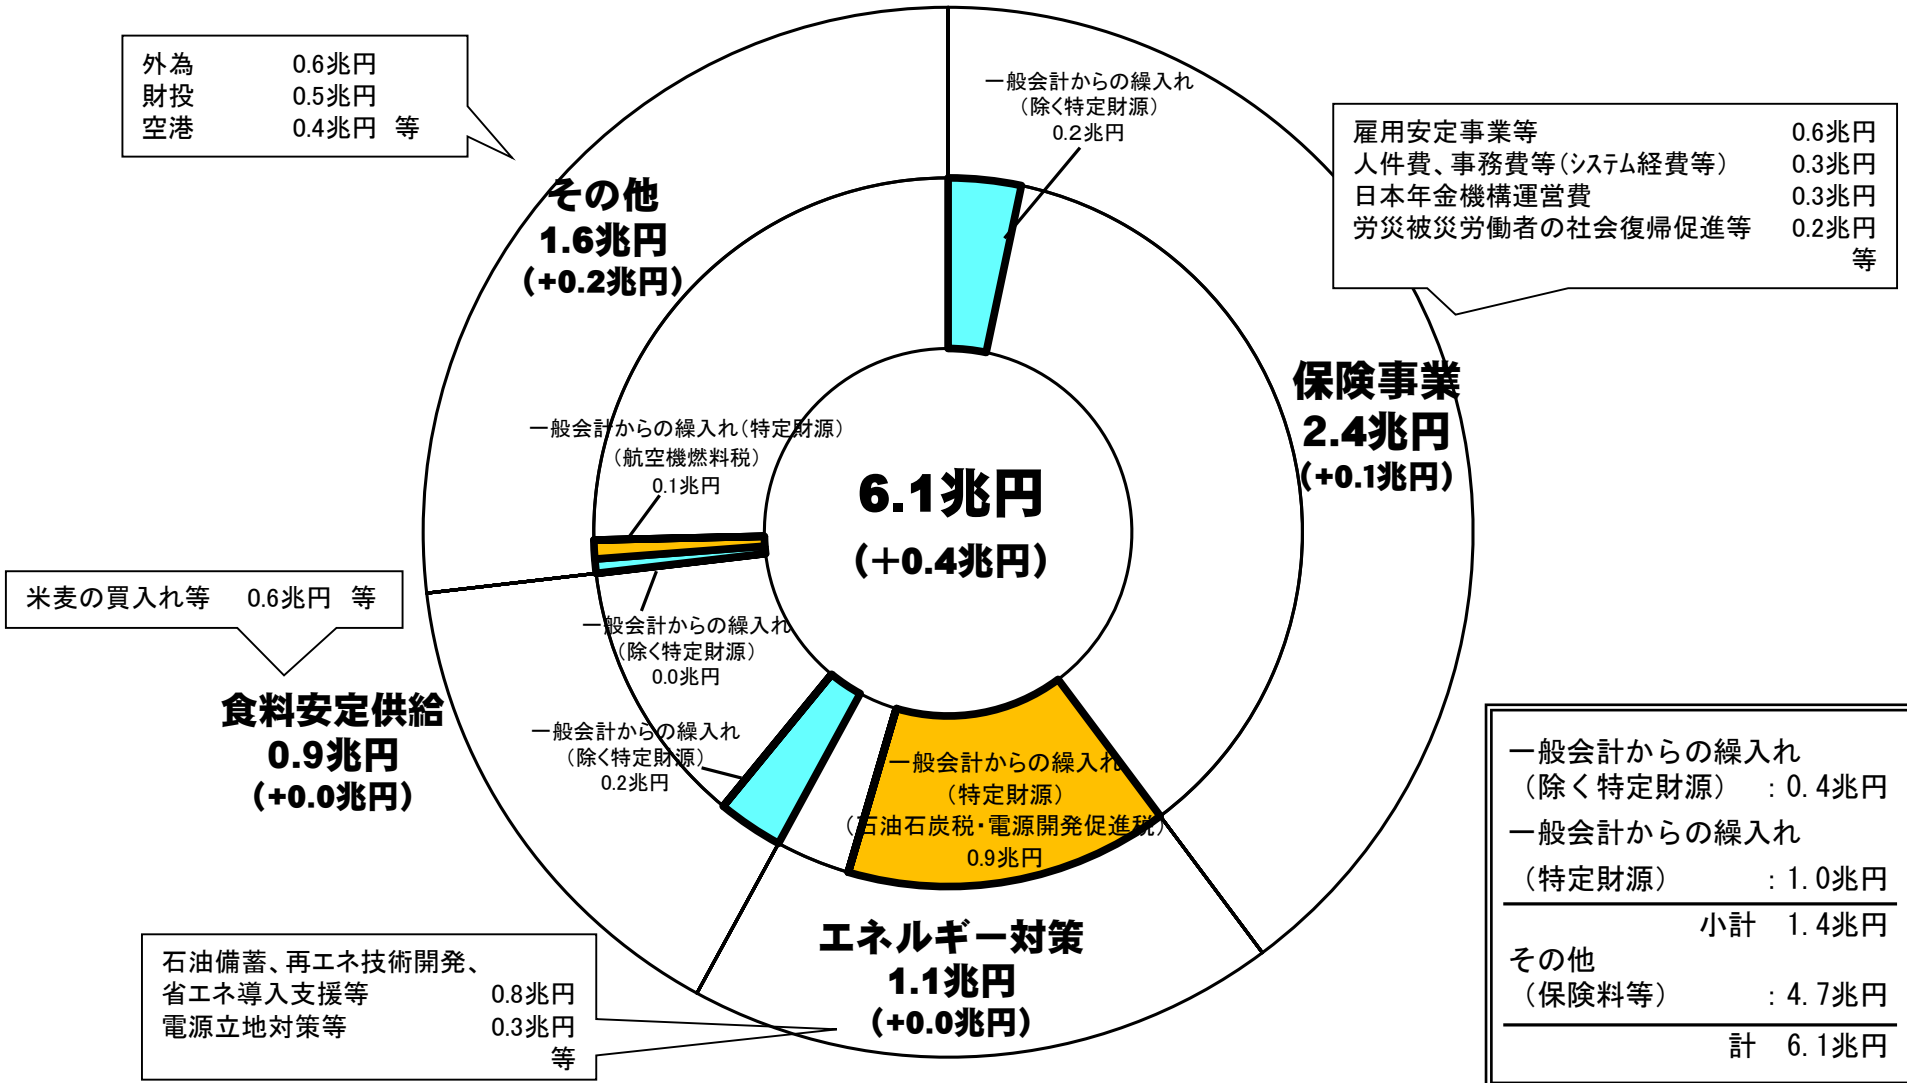 外為 0.6兆円
財投 0.5兆円
空港 0.4兆円 等
一般会計からの繰入れ
（除く特定財源）
0.2兆円
雇用安定事業等 0.6兆円
人件費、事務費等（システム経費等） 0.3兆円
日本年金機構運営費 0.3兆円
労災被災労働者の社会復帰促進等 0.2兆円
等
その他
1.6兆円
（+0.2兆円）
保険事業
2.4兆円
（+0.1兆円）
一般会計からの繰入れ（特定財源）
（航空機燃料税）
0.1兆円
6.1兆円
（＋0.4兆円）
米麦の買入れ等 0.6兆円 等
一般会計からの繰入れ
（除く特定財源）
0.0兆円
食料安定供給
0.9兆円
（+0.0兆円）
一般会計からの繰入れ
（除く特定財源）
0.2兆円
一般会計からの繰入れ
（特定財源）
（石油石炭税・電源開発促進税）
0.9兆円
エネルギー対策
1.1兆円
（+0.0兆円）
石油備蓄、再エネ技術開発、
省エネ導入支援等 0.8兆円
電源立地対策等 0.3兆円
等
一般会計からの繰入れ
（除く特定財源） ：0.4兆円
一般会計からの繰入れ
（特定財源） ：1.0兆円
小計 1.4兆円
その他
（保険料等） ：4.7兆円
計 6.1兆円